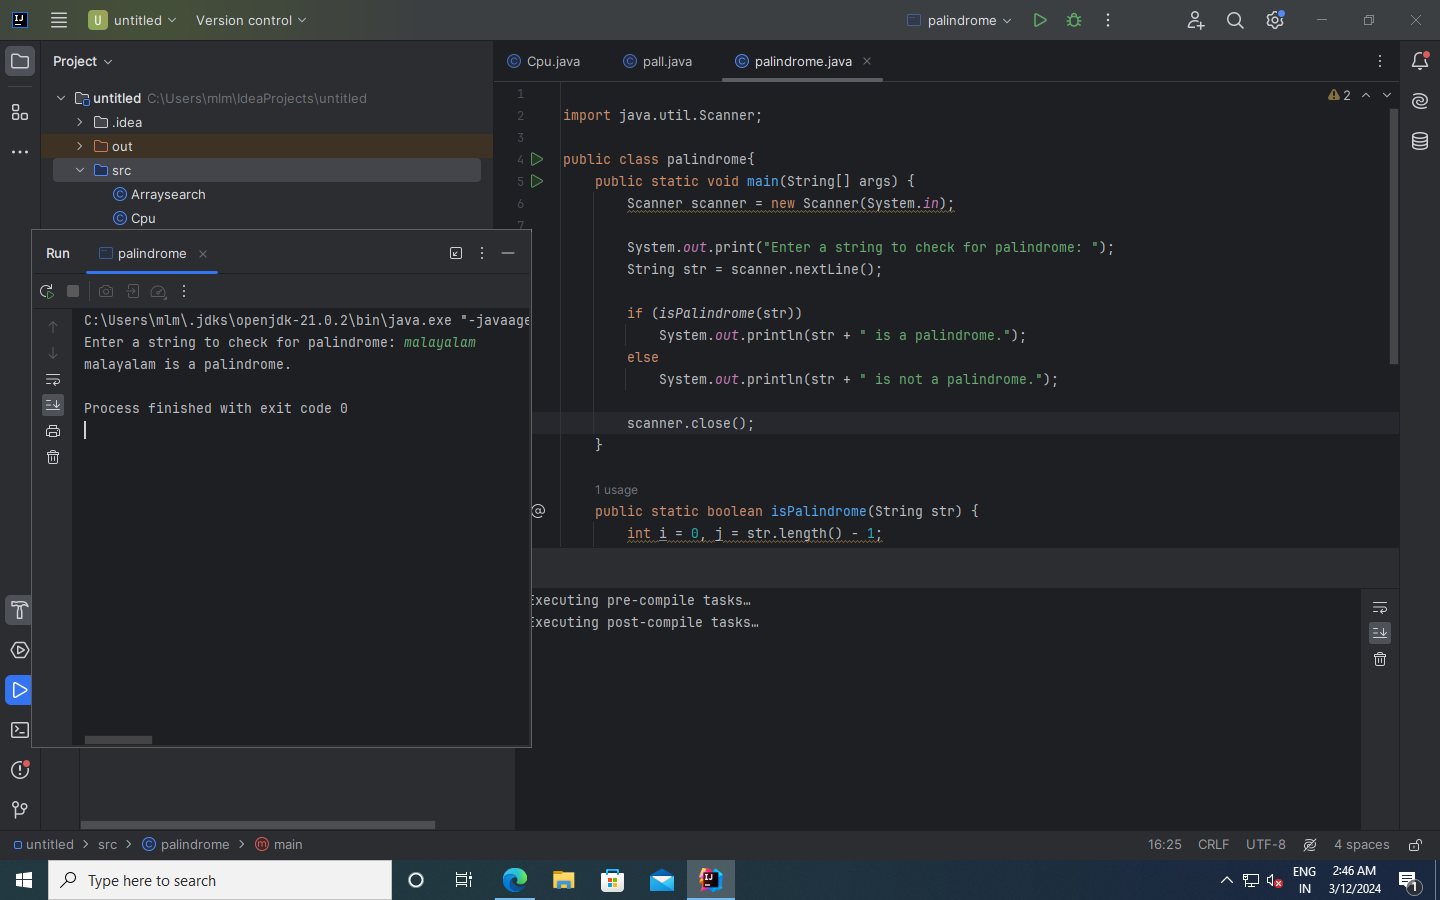 untitled
Version control
palindrome
Project
Cpu.java
pall.java
palindrome.java
untitled C:\Users\mlm\IdeaProjects\untitled
.idea
out
src
Arraysearch
Cpu
2
1
2 import java.util.Scanner;
3
4 public class palindrome{
5 public static void main(String[] args) {
6 Scanner scanner = new Scanner(System.in);
7
System.out.print("Enter a string to check for palindrome: ");
String str = scanner.nextLine();
if (isPalindrome(str))
System.out.println(str + " is a palindrome.");
else
System.out.println(str + " is not a palindrome.");
scanner.close();
}
1 usage
@ public static boolean isPalindrome(String str) {
int i = 0, j = str.length() - 1;
Run
palindrome
C:\Users\mlm\.jdks\openjdk-21.0.2\bin\java.exe "-javaage
Enter a string to check for palindrome: malayalam
malayalam is a palindrome.
Process finished with exit code 0
Executing pre-compile tasks…
Executing post-compile tasks…
untitled > src > palindrome > main
16:25 CRLF UTF-8 4 spaces
Type here to search
ENG
IN
2:46 AM
3/12/2024
1